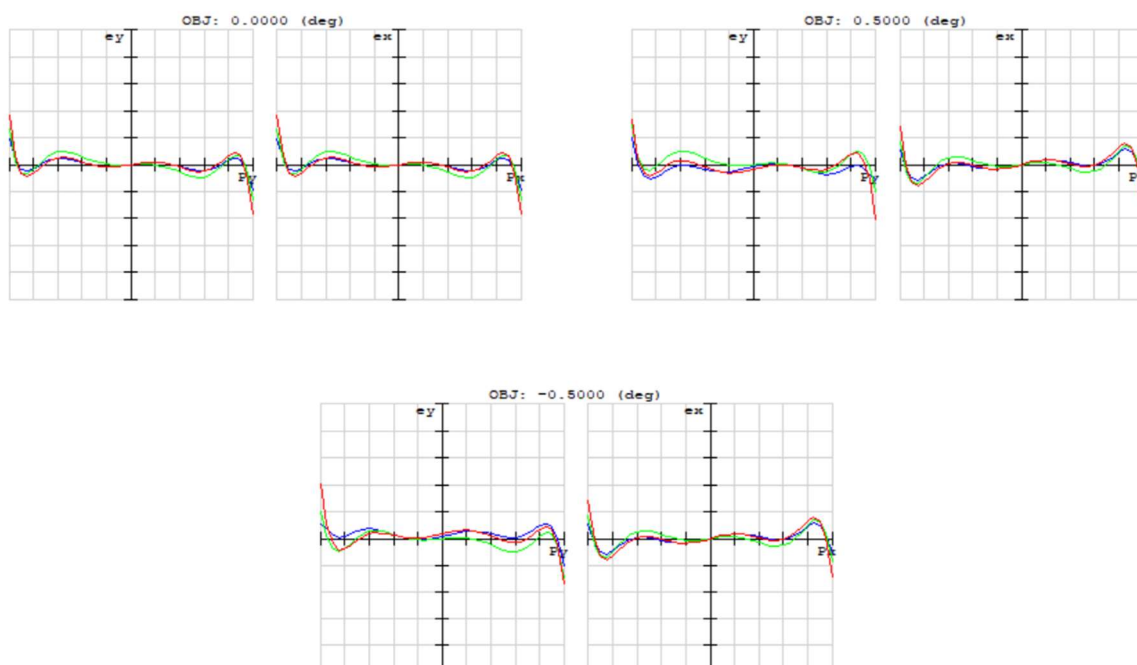 OBJ: 0.0000 (deg)
ey
Py
ex
Px
OBJ: 0.5000 (deg)
ey
Py
ex
OBJ: -0.5000 (deg)
ey
Py
ex
Px